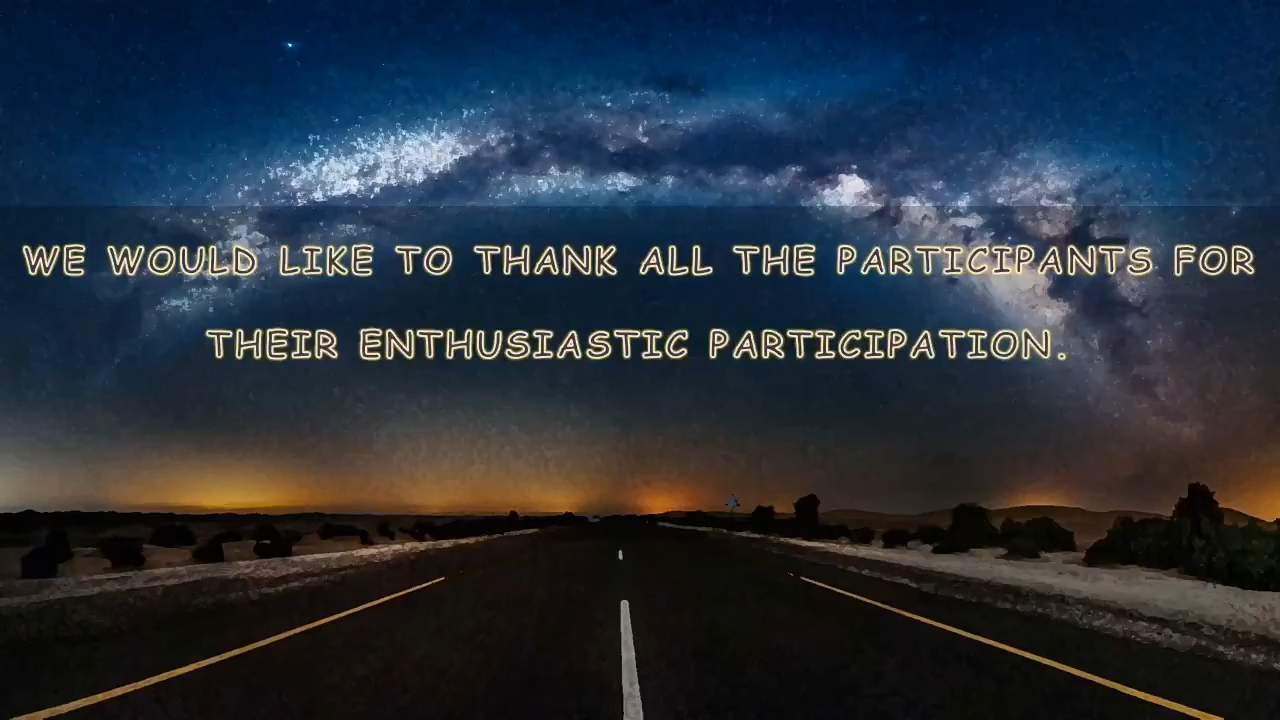 WE WOULD LIKE TO THANK ALL THE PARTICIPANTS FOR
THEIR ENTHUSIASTIC PARTICIPATION.